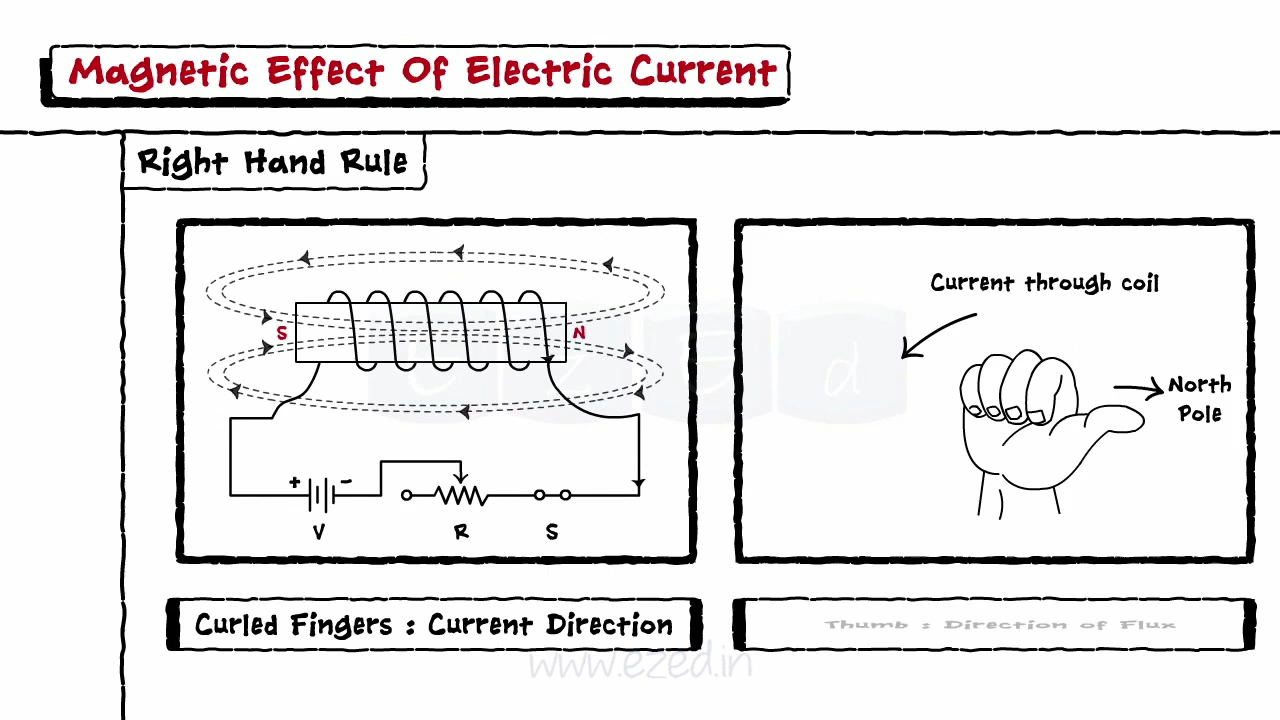 Magnetic Effect Of Electric Current
Right Hand Rule
S
N
+
-
V
R
S
Current through coil
North
Pole
Curled Fingers : Current Direction
Thumb : Direction of Flux
e z E d
www.ezed.in